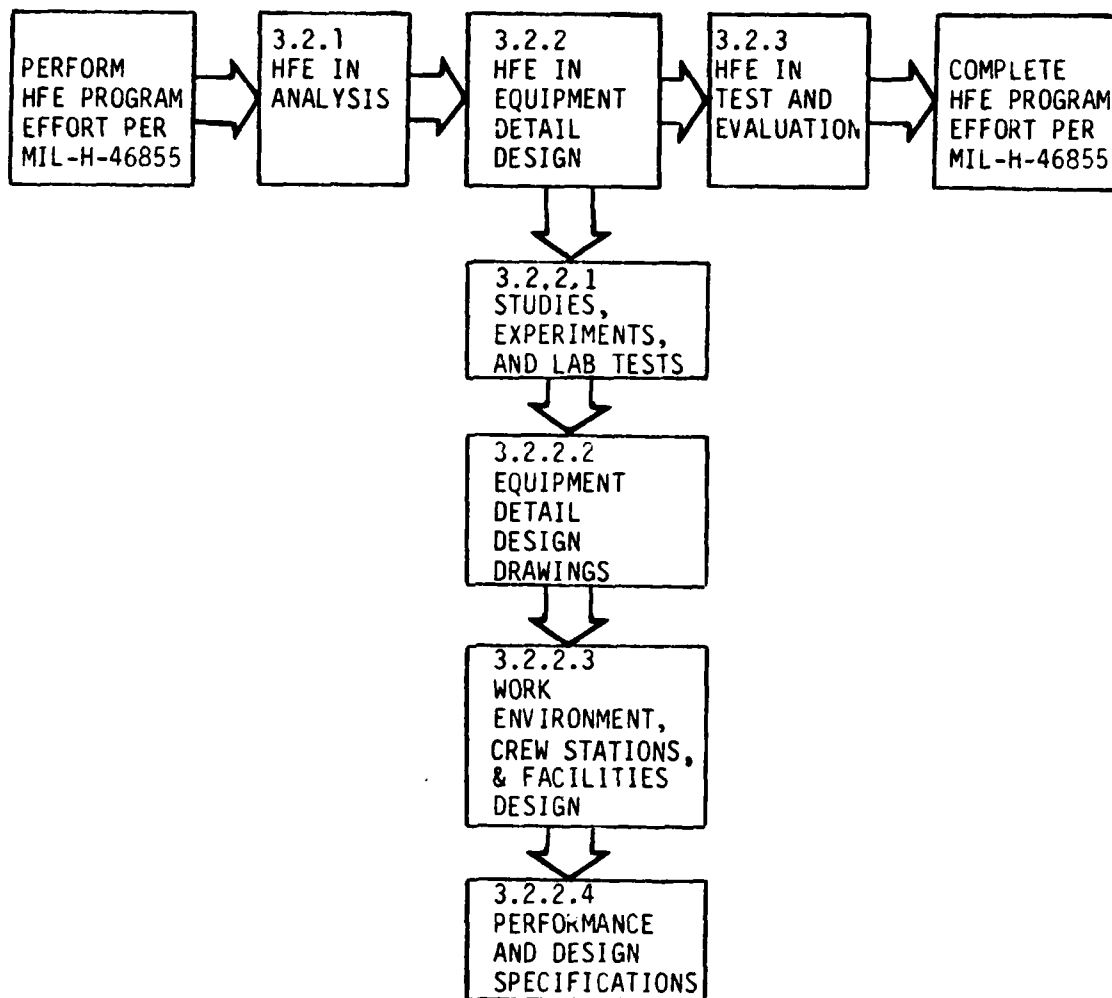 PERFORM
HFE PROGRAM
EFFORT PER
MIL-H-46855
3.2.1
HFE IN
ANALYSIS
3.2.2
HFE IN
EQUIPMENT
DETAIL
DESIGN
3.2.3
HFE IN
TEST AND
EVALUATION
COMPLETE
HFE PROGRAM
EFFORT PER
MIL-H-46855
3.2.2.1
STUDIES,
EXPERIMENTS,
AND LAB TESTS
3.2.2.2
EQUIPMENT
DETAIL
DESIGN
DRAWINGS
3.2.2.3
WORK
ENVIRONMENT,
CREW STATIONS,
& FACILITIES
DESIGN
3.2.2.4
PERFORMANCE
AND DESIGN
SPECIFICATIONS